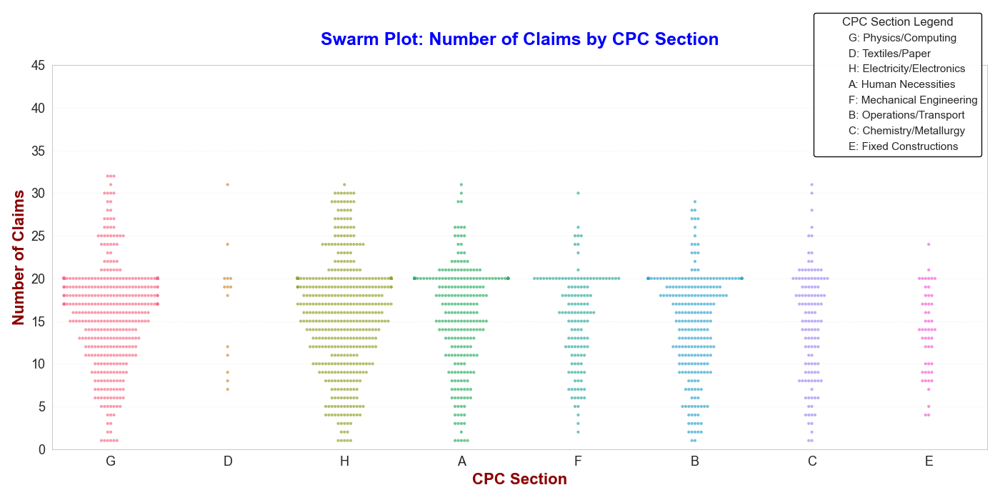 CPC Section Legend
G: Physics/Computing
D: Textiles/Paper
H: Electricity/Electronics
A: Human Necessities
F: Mechanical Engineering
B: Operations/Transport
C: Chemistry/Metallurgy
E: Fixed Constructions
Swarm Plot: Number of Claims by CPC Section
Number of Claims
45
40
35
30
25
20
15
10
5
0
G D H A F B C E
CPC Section